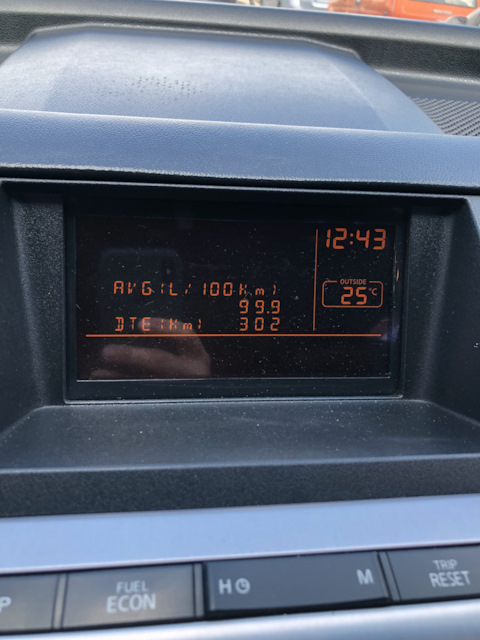 12:43
OUTSIDE
25°C
AVG(L/100Km)
99.9
DTE(Km) 302
P
FUEL
ECON
H M
TRIP
RESET